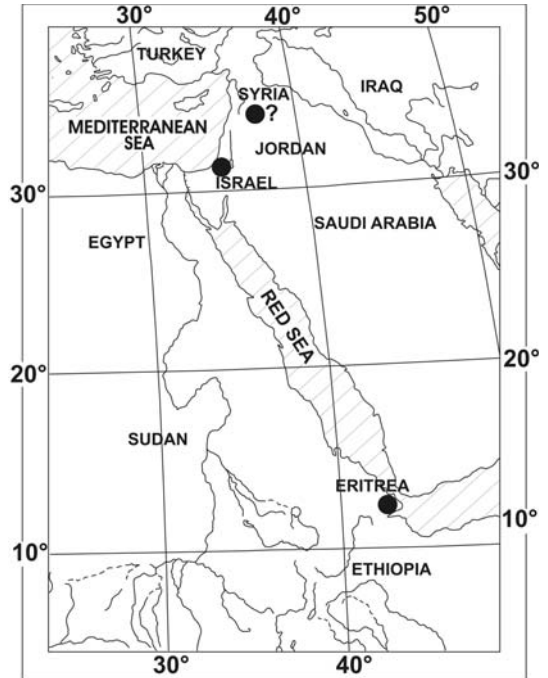 30° 40° 50°
TURKEY
IRAQ
SYRIA
?
MEDITERRANEAN
SEA
JORDAN
ISRAEL
30° 30°
SAUDI ARABIA
EGYPT
RED SEA
20° 20°
SUDAN
ERITREA
10°
10°
ETHIOPIA
30° 40°